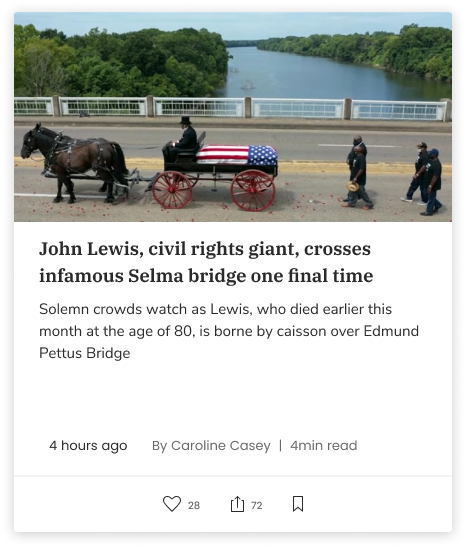 John Lewis, civil rights giant, crosses
infamous Selma bridge one final time
Solemn crowds watch as Lewis, who died earlier this
month at the age of 80, is borne by caisson over Edmund
Pettus Bridge
4 hours ago By Caroline Casey | 4min read
28 72